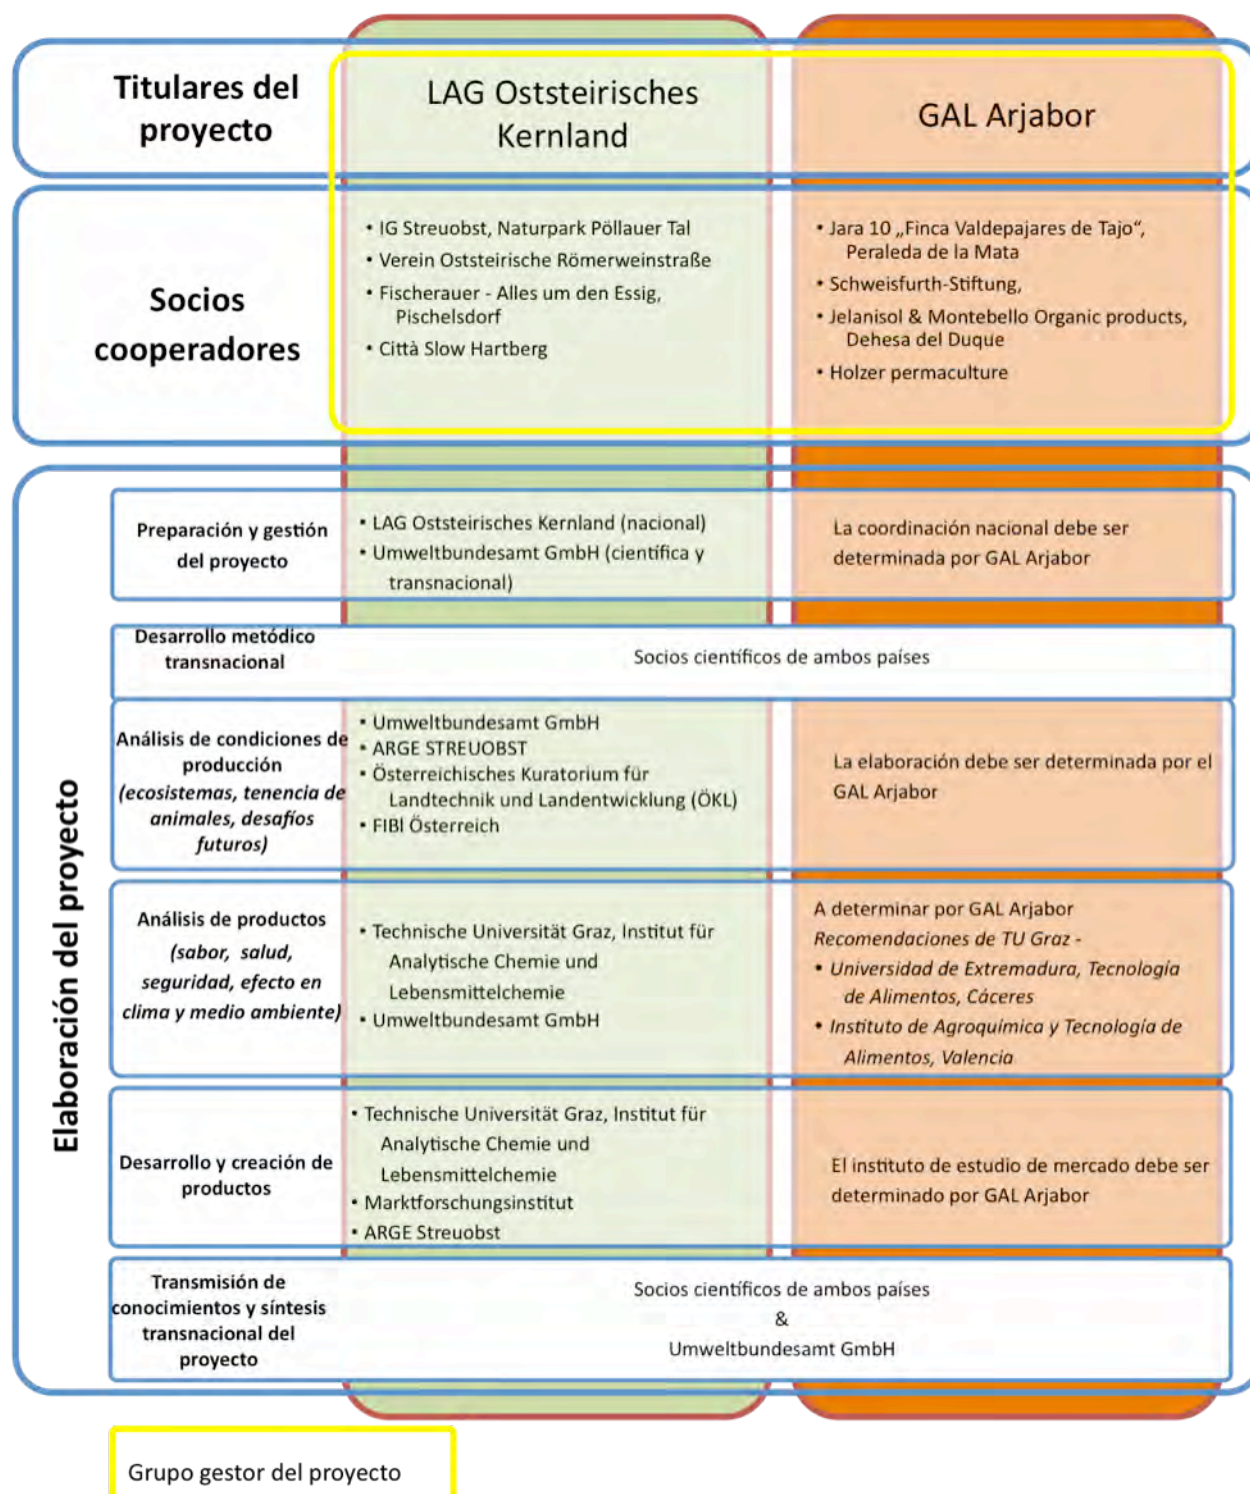 Titulares del
proyecto
LAG Oststeirisches
Kernland
GAL Arjabor
Socios
cooperadores
• IG Streuobst, Naturpark Pöllauer Tal
• Verein Oststeirische Römerweinstraße
• Fischerauer - Alles um den Essig,
Pischelsdorf
• Città Slow Hartberg
• Jara 10 „Finca Valdepajares de Tajo“,
Peraleda de la Mata
• Schweisfurth-Stiftung,
• Jelanisol & Montebello Organic products,
Dehesa del Duque
• Holzer permaculture
Elaboración del proyecto
Preparación y gestión
del proyecto
• LAG Oststeirisches Kernland (nacional)
• Umweltbundesamt GmbH (científica y
transnacional)
La coordinación nacional debe ser
determinada por GAL Arjabor
Desarrollo metódico
transnacional
Socios científicos de ambos países
Análisis de condiciones de
producción
(ecosistemas, tenencia de
animales, desafíos
futuros)
• Umweltbundesamt GmbH
• ARGE STREUOBST
• Österreichisches Kuratorium für
Landtechnik und Landentwicklung (ÖKL)
• FIBl Österreich
La elaboración debe ser determinada por el
GAL Arjabor
Análisis de productos
(sabor, salud,
seguridad, efecto en
clima y medio ambiente)
• Technische Universität Graz, Institut für
Analytische Chemie und
Lebensmittelchemie
• Umweltbundesamt GmbH
A determinar por GAL Arjabor
Recomendaciones de TU Graz -
• Universidad de Extremadura, Tecnología
de Alimentos, Cáceres
• Instituto de Agroquímica y Tecnología de
Alimentos, Valencia
Desarrollo y creación de
productos
• Technische Universität Graz, Institut für
Analytische Chemie und
Lebensmittelchemie
• Marktforschungsinstitut
• ARGE Streuobst
El instituto de estudio de mercado debe ser
determinado por GAL Arjabor
Transmisión de
conocimientos y síntesis
transnacional del
proyecto
Socios científicos de ambos países
&
Umweltbundesamt GmbH
Grupo gestor del proyecto